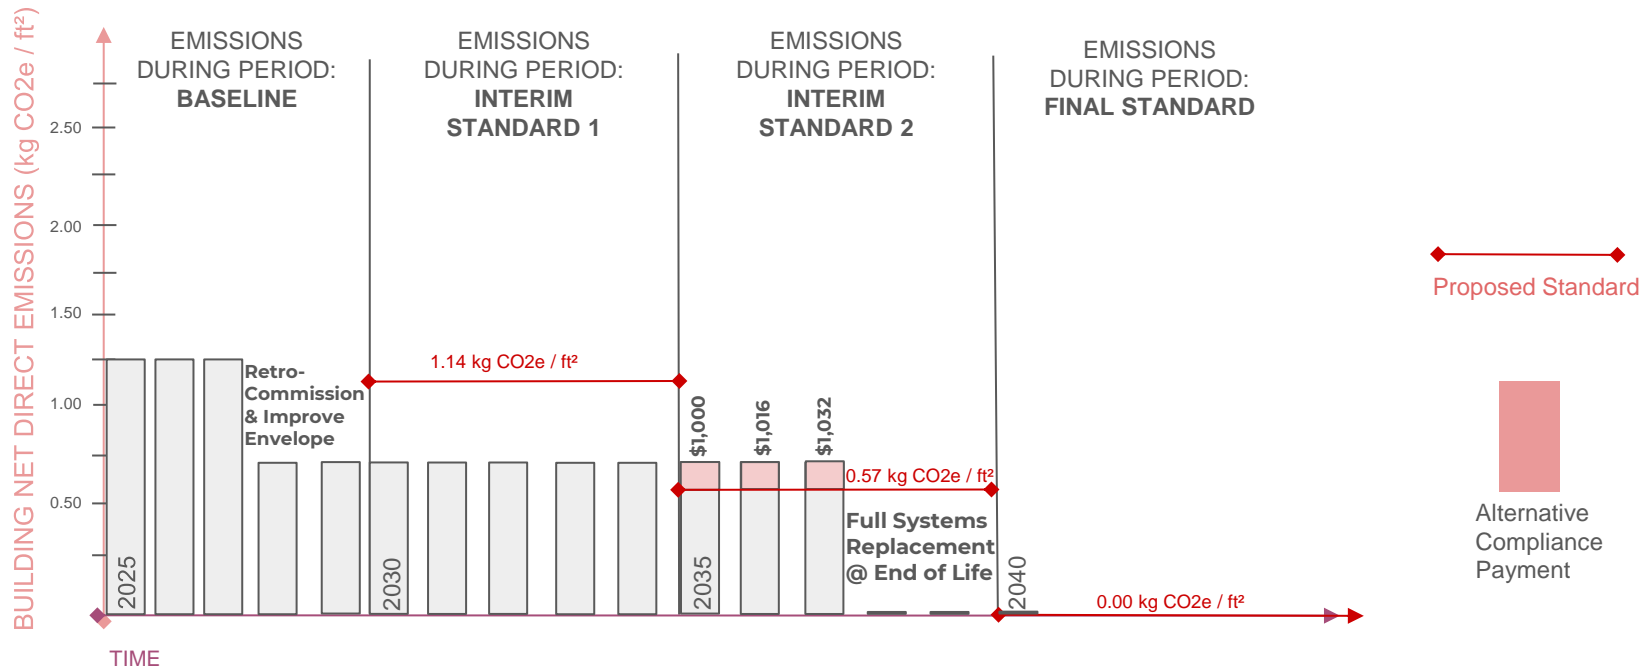 BUILDING NET DIRECT EMISSIONS (kg CO2e / ft²)
EMISSIONS
DURING PERIOD:
BASELINE
EMISSIONS
DURING PERIOD:
INTERIM
STANDARD 1
EMISSIONS
DURING PERIOD:
INTERIM
STANDARD 2
EMISSIONS
DURING PERIOD:
FINAL STANDARD
2.50
2.00
1.50
1.00
0.50
Retro-
Commission
& Improve
Envelope
1.14 kg CO2e / ft²
$1,000
$1,016
$1,032
0.57 kg CO2e / ft²
Full Systems
Replacement
@ End of Life
2025
2030
2035
2040
0.00 kg CO2e / ft²
TIME
Proposed Standard
Alternative
Compliance
Payment